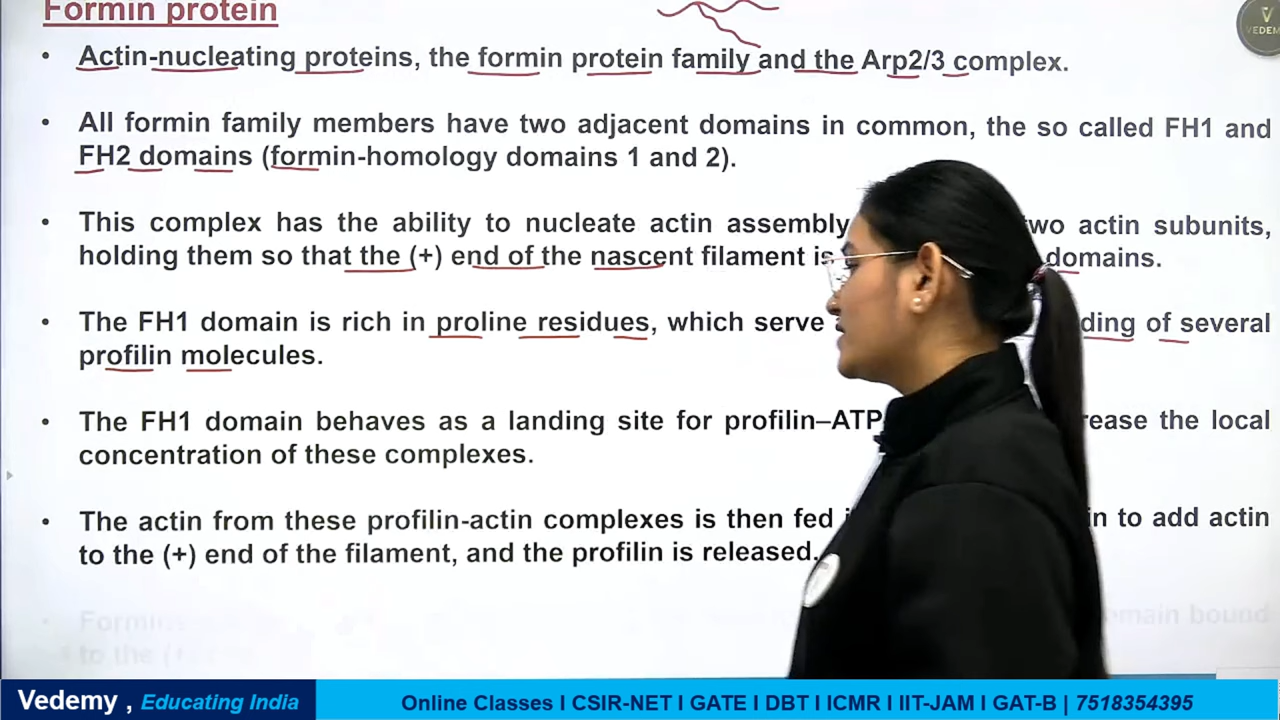 Formin protein
VEDEM
• Actin-nucleating proteins, the formin protein family and the Arp2/3 complex.
• All formin family members have two adjacent domains in common, the so called FH1 and
FH2 domains (formin-homology domains 1 and 2).
• This complex has the ability to nucleate actin assembly two actin subunits,
holding them so that the (+) end of the nascent filament is domains.
• The FH1 domain is rich in proline residues, which serve of several
profilin molecules.
• The FH1 domain behaves as a landing site for profilin–ATP the local
concentration of these complexes.
• The actin from these profilin-actin complexes is then fed to add actin
to the (+) end of the filament, and the profilin is released.
• bound
to the
Vedemy , Educating India
Online Classes I CSIR-NET I GATE I DBT I ICMR I IIT-JAM I GAT-B | 7518354395